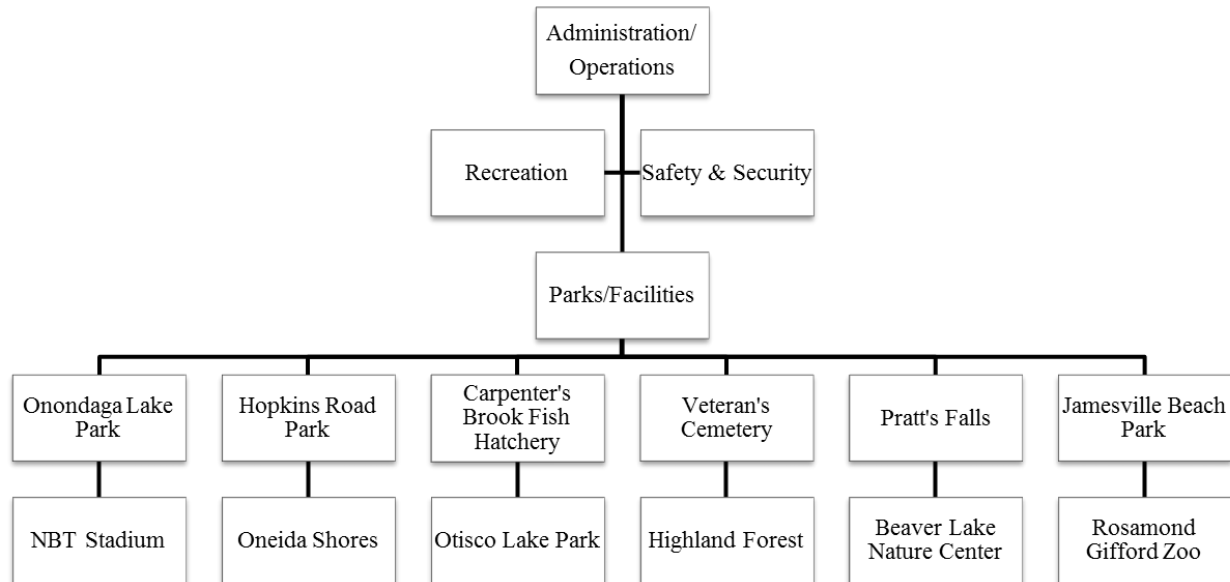 Administration/
Operations
Recreation
Safety & Security
Parks/Facilities
Onondaga Lake
Park
Hopkins Road
Park
Carpenter's
Brook Fish
Hatchery
Veteran's
Cemetery
Pratt's Falls
Jamesville Beach
Park
NBT Stadium
Oneida Shores
Otisco Lake Park
Highland Forest
Beaver Lake
Nature Center
Rosamond
Gifford Zoo